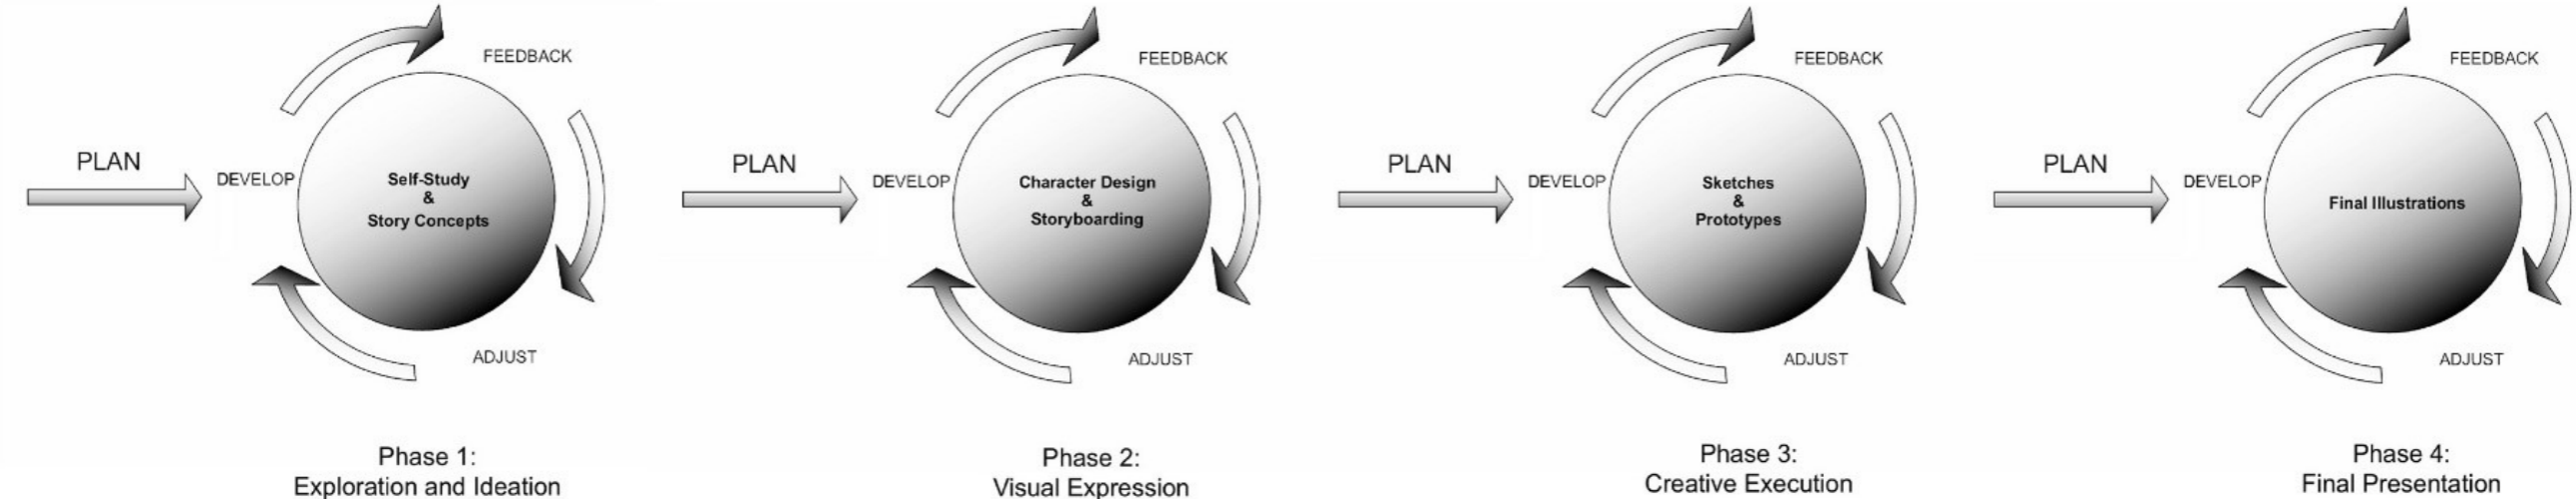 PLAN
DEVELOP
FEEDBACK
ADJUST
Self-Study
&
Story Concepts
Phase 1:
Exploration and Ideation
PLAN
DEVELOP
FEEDBACK
ADJUST
Character Design
&
Storyboarding
Phase 2:
Visual Expression
PLAN
DEVELOP
FEEDBACK
ADJUST
Sketches
&
Prototypes
Phase 3:
Creative Execution
PLAN
DEVELOP
FEEDBACK
ADJUST
Final Illustrations
Phase 4:
Final Presentation